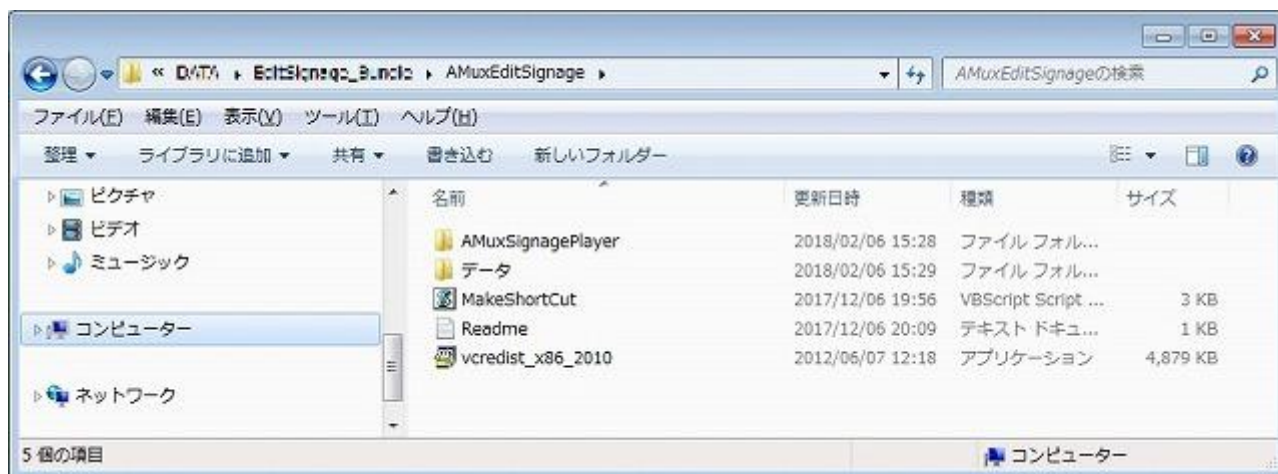 « DATA ▸ EditSignage_Bundle ▸ AMuxEditSignage ▸ AMuxEditSignageの検索
ファイル(F) 編集(E) 表示(V) ツール(T) ヘルプ(H)
整理 ▼ ライブラリに追加 ▼ 共有 ▼ 書き込む 新しいフォルダー
ピクチャ
ビデオ
ミュージック
コンピューター
ネットワーク
名前 更新日時 種類 サイズ
AMuxSignagePlayer 2018/02/06 15:28 ファイル フォル...
データ 2018/02/06 15:29 ファイル フォル...
MakeShortCut 2017/12/06 19:56 VBScript Script ... 3 KB
Readme 2017/12/06 20:09 テキスト ドキュ... 1 KB
vcredist_x86_2010 2012/06/07 12:18 アプリケーション 4,879 KB
5 個の項目 コンピューター